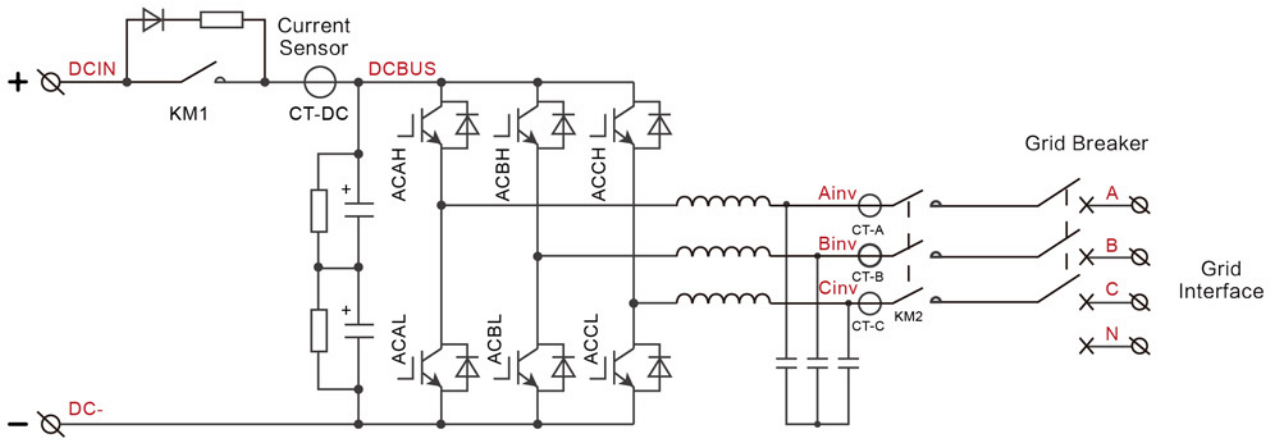 Current
Sensor
+
DCIN
DCBUS
KM1
CT-DC
ACAH
ACBH
ACCH
Grid Breaker
+
Ainv
A
CT-A
Binv
B
CT-B
Grid
Interface
Cinv
C
CT-C
KM2
+
N
ACAL
ACBL
ACCL
DC-
-